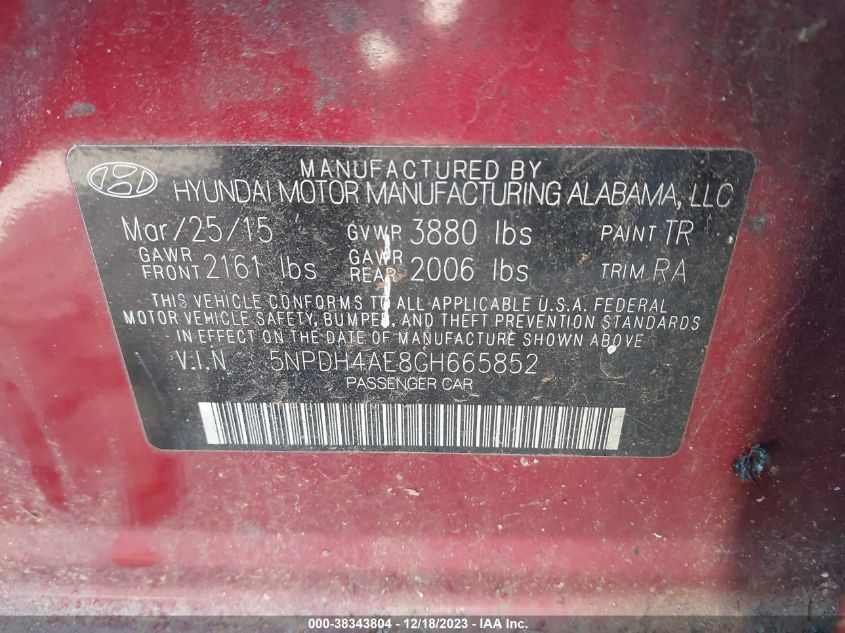 MANUFACTURED BY
HYUNDAI MOTOR MANUFACTURING ALABAMA, LLC
Mar/25/15 GVWR 3880 lbs PAINT TR
GAWR FRONT 2161 lbs GAWR REAR 2006 lbs TRIM RA
THIS VEHICLE CONFORMS TO ALL APPLICABLE U.S.A. FEDERAL
MOTOR VEHICLE SAFETY, BUMPER, AND THEFT PREVENTION STANDARDS
IN EFFECT ON THE DATE OF MANUFACTURE SHOWN ABOVE.
V.I.N 5NPDH4AE8GH665852
PASSENGER CAR
000-38343804 - 12/18/2023 - IAA Inc.